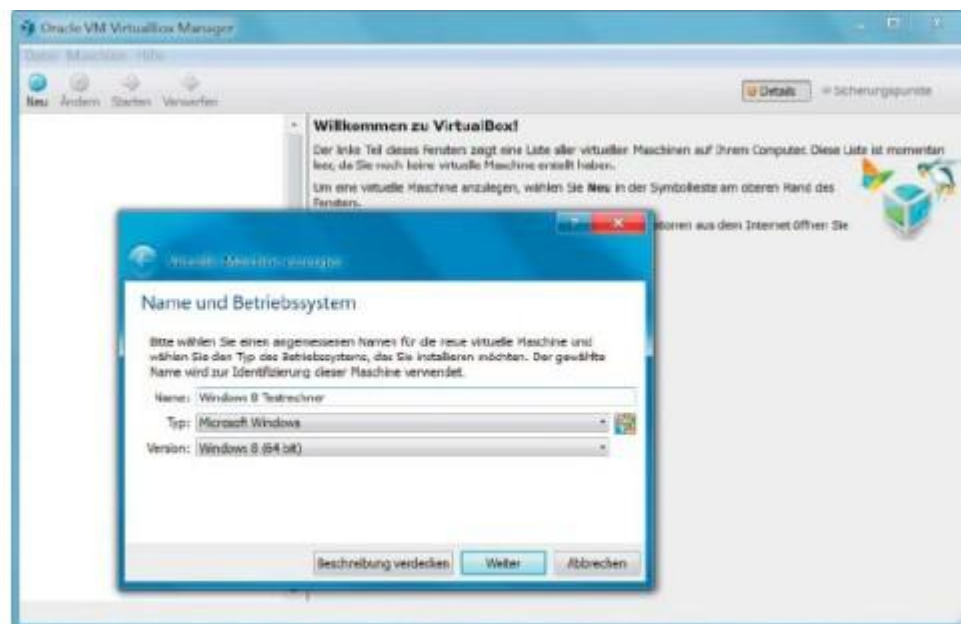 Oracle VM VirtualBox Manager
Datei Maschine Hilfe
Neu Ändern Starten Verwerfen
Details Sicherungspunkte
Willkommen zu VirtualBox!
Der linke Teil dieses Fensters zeigt eine Liste aller virtueller Maschinen auf Ihrem Computer. Diese Liste ist momentan
leer, da Sie noch keine virtuelle Maschine erstellt haben.
Um eine virtuelle Maschine anzulegen, wählen Sie Neu in der Symbolleiste am oberen Rand des
Fensters.
aus dem Internet öffnen Sie
Name und Betriebssystem
Bitte wählen Sie einen angemessenen Namen für die neue virtuelle Maschine und
wählen Sie den Typ des Betriebssystems, das Sie installieren möchten. Der gewählte
Name wird zur Identifizierung dieser Maschine verwendet.
Name: Windows 8 Testrechner
Typ: Microsoft Windows
Version: Windows 8 (64 bit)
Beschreibung verdecken Weiter Abbrechen